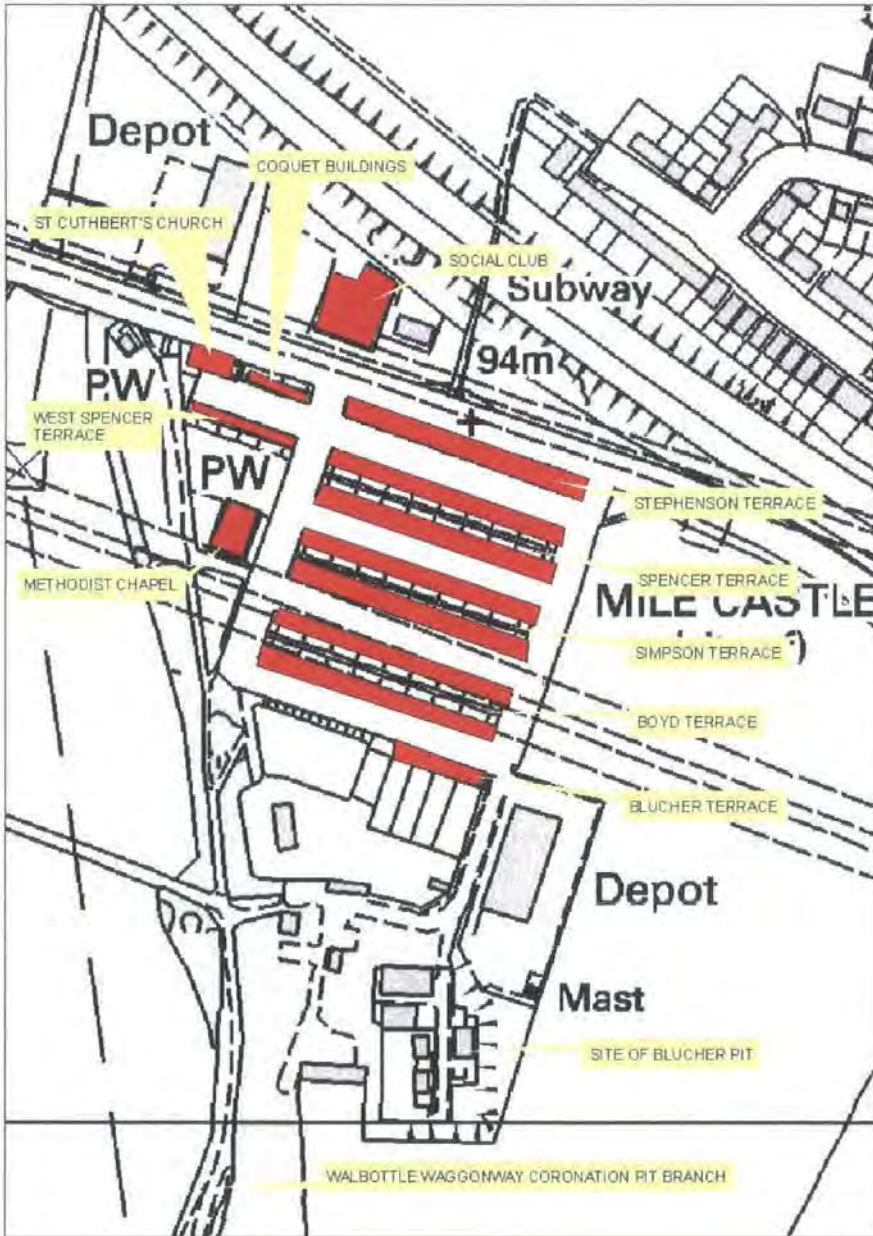 Depot
COQUET BUILDINGS
ST CUTHBERT'S CHURCH
SOCIAL CLUB
Subway
94m
PW
WEST SPENCER
TERRACE
PW
STEPHENSON TERRACE
METHODIST CHAPEL
SPENCER TERRACE
MILE CASTLE
SIMPSON TERRACE
BOYD TERRACE
BLUCHER TERRACE
Depot
Mast
SITE OF BLUCHER PIT
WALBOTTLE WAGGONWAY CORONATION PIT BRANCH